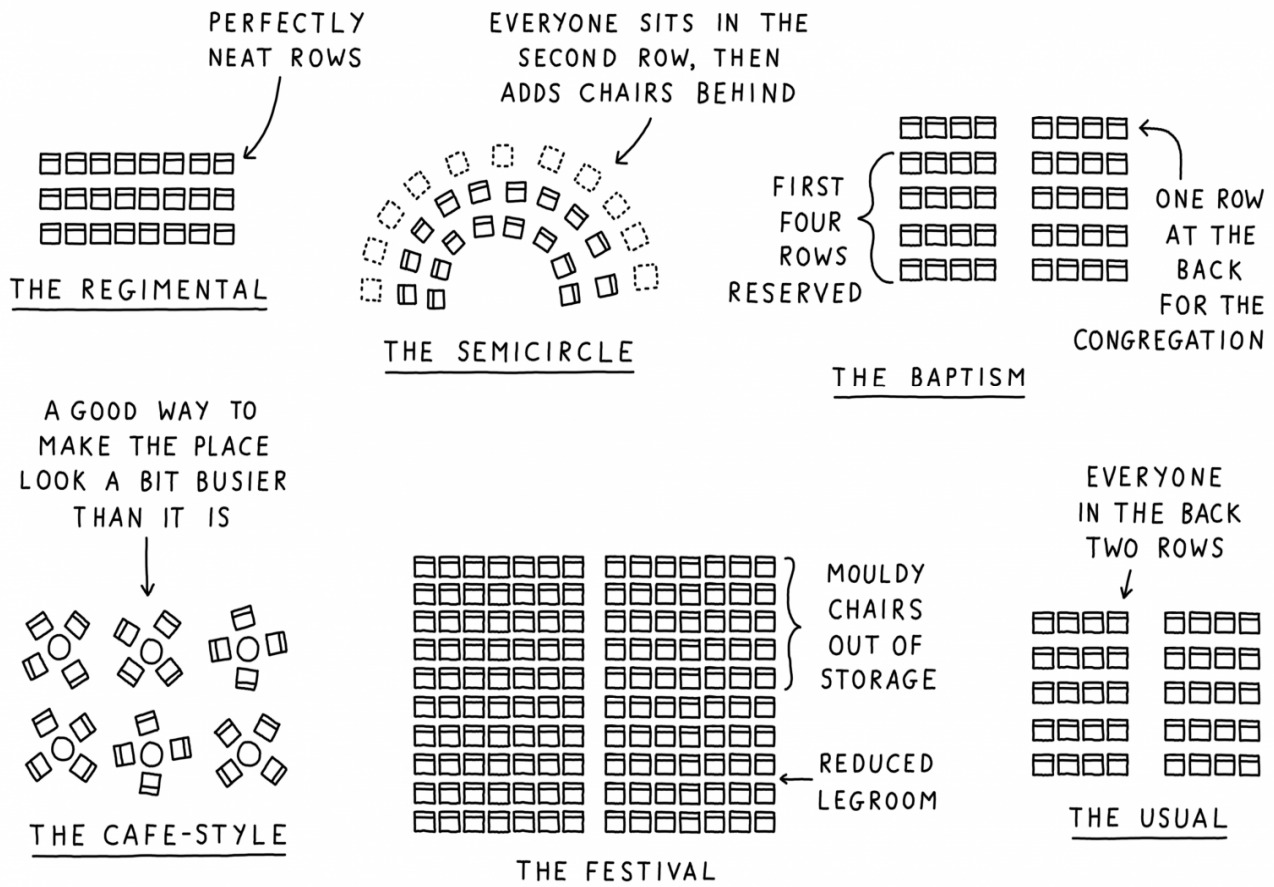 PERFECTLY
NEAT ROWS
THE REGIMENTAL
EVERYONE SITS IN THE
SECOND ROW, THEN
ADDS CHAIRS BEHIND
THE SEMICIRCLE
FIRST
FOUR
ROWS
RESERVED
ONE ROW
AT THE
BACK
FOR THE
CONGREGATION
THE BAPTISM
A GOOD WAY TO
MAKE THE PLACE
LOOK A BIT BUSIER
THAN IT IS
THE CAFE-STYLE
MOULDY
CHAIRS
OUT OF
STORAGE
REDUCED
LEGROOM
THE FESTIVAL
EVERYONE
IN THE BACK
TWO ROWS
THE USUAL